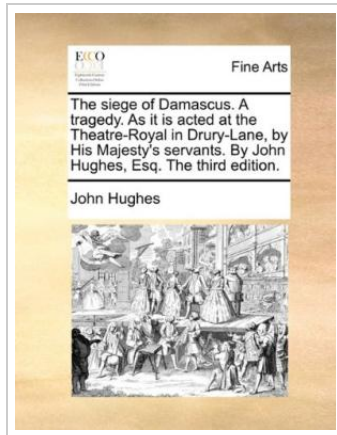 ECCO
Fine Arts
The siege of Damascus. A
tragedy. As it is acted at the
Theatre-Royal in Drury-Lane, by
His Majesty's servants. By John
Hughes, Esq. The third edition.
John Hughes